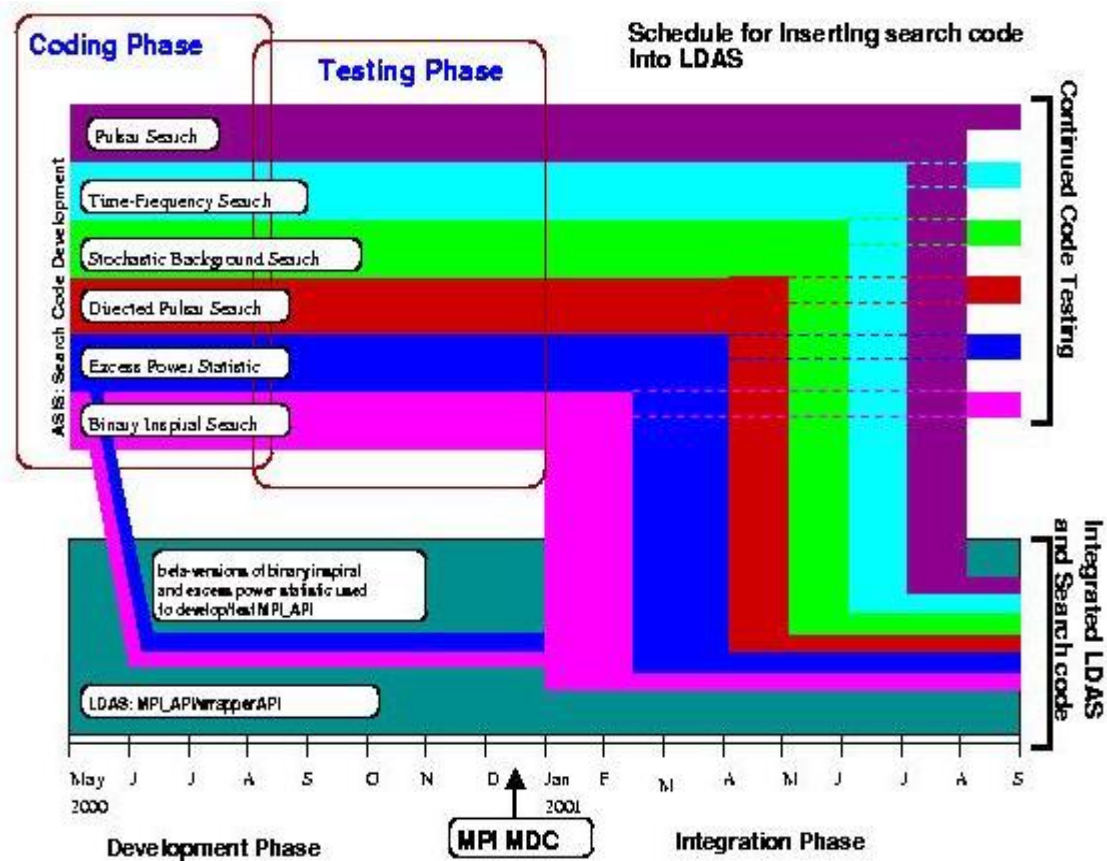 Coding Phase
Testing Phase
Schedule for inserting search code
into LDAS
Pulsar Search
Time-Frequency Search
Stochastic Background Search
Directed Pulsar Search
Excess Power Statistic
Binary Inspiral Search
ASIS: Search Code Development
Continued Code Testing
beta-versions of binary inspiral
and excess power statistic used
to develop/test MPI_API
LDAS: MPI_API/wrapperAPI
Integrated LDAS
and Search code
May J J A S O N D Jan F M A M J J A S
2000 2001
Development Phase
MPI MDC
Integration Phase